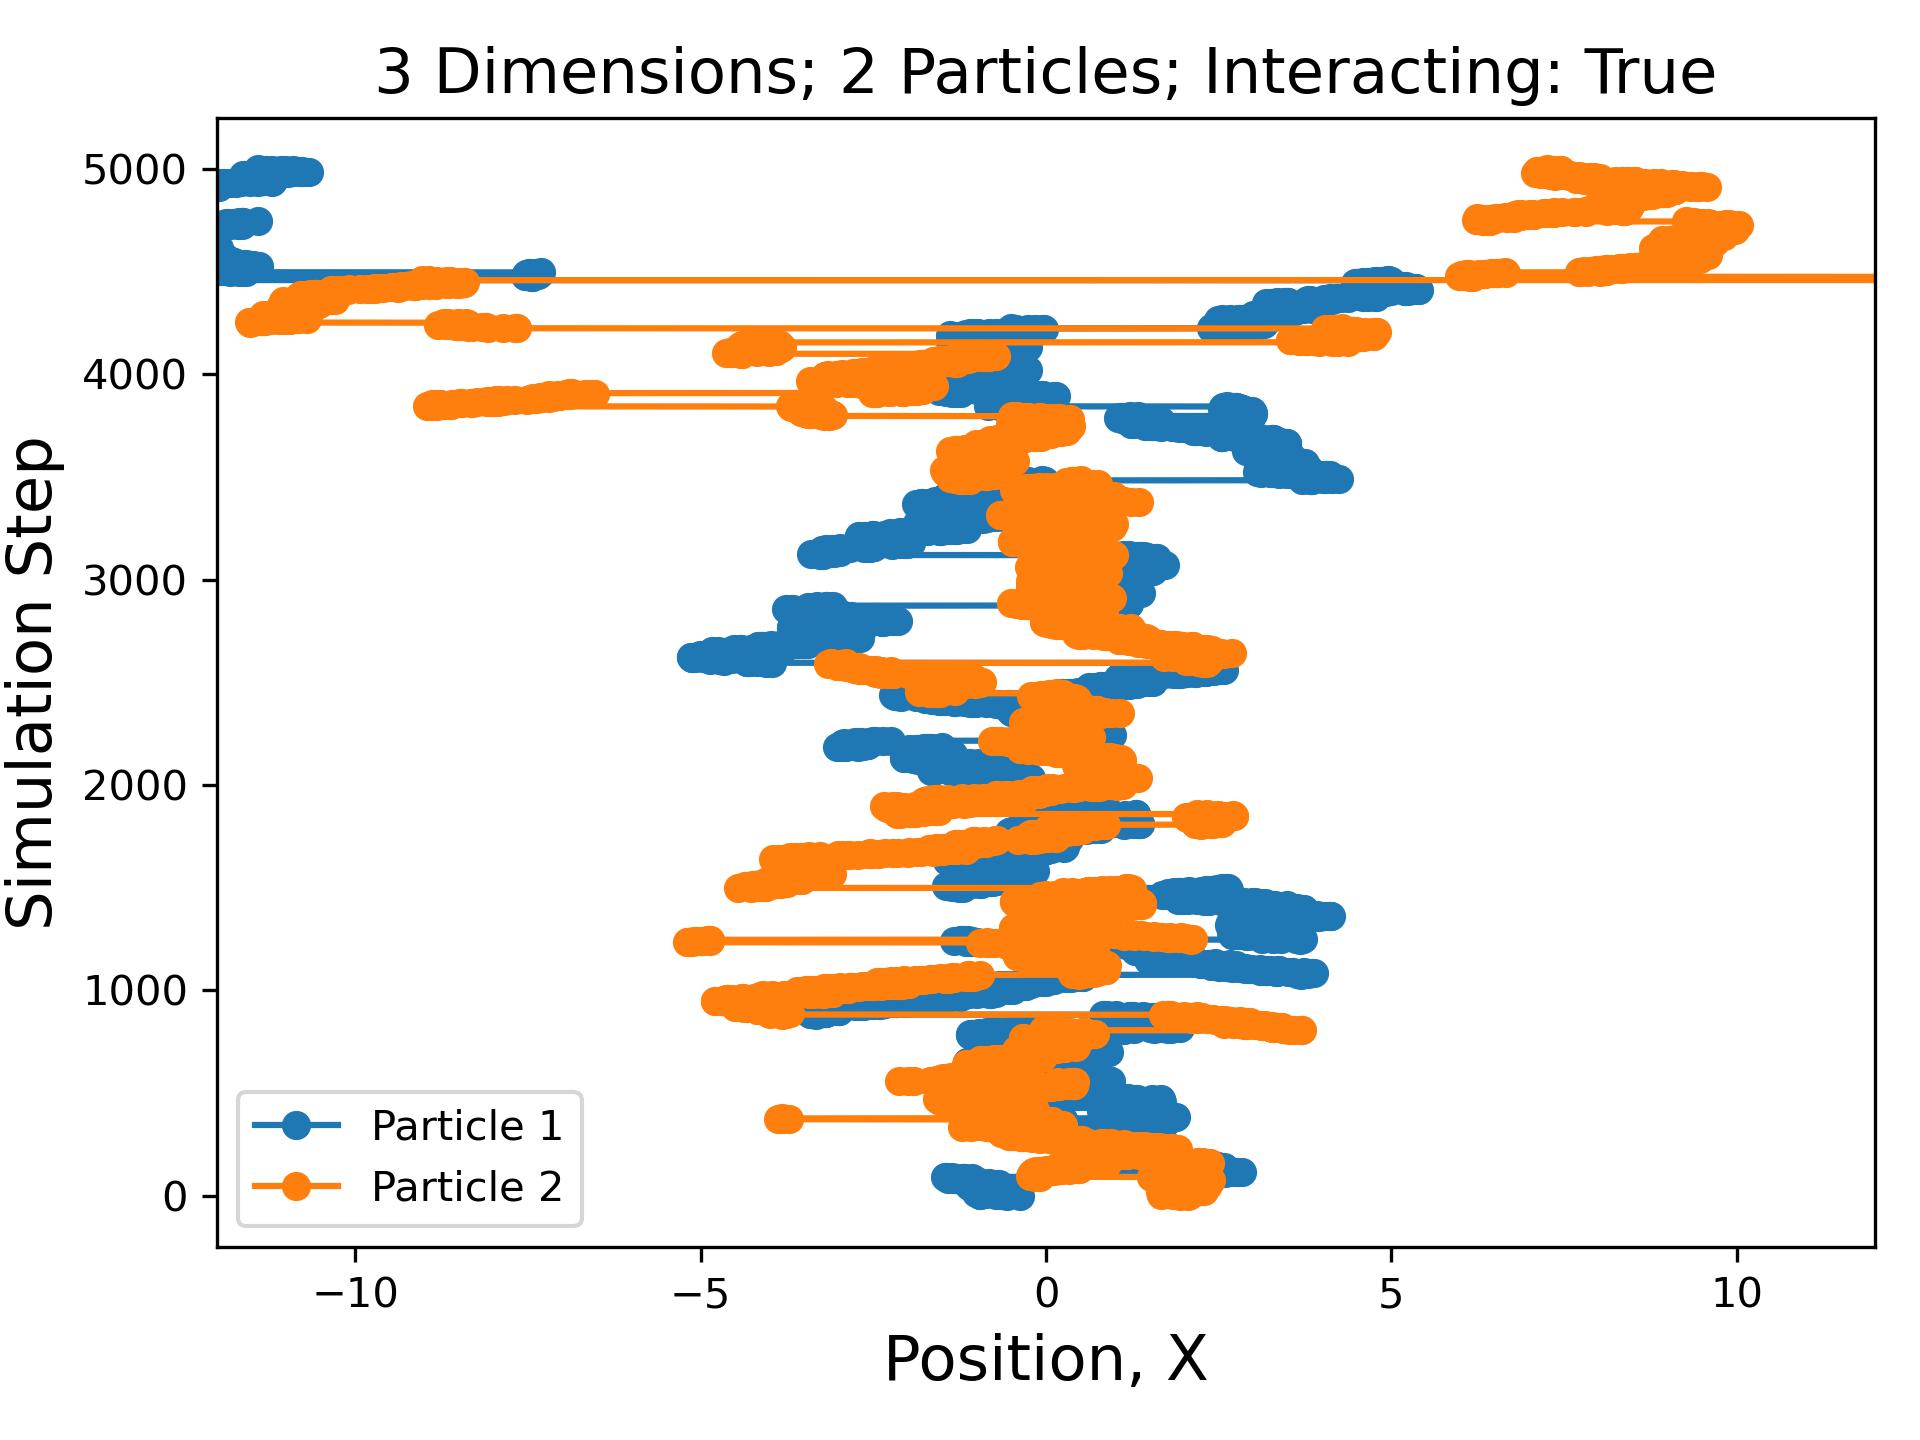 3 Dimensions; 2 Particles; Interacting: True
Simulation Step
5000
4000
3000
2000
1000
0
Particle 1
Particle 2
−10
−5
0
5
10
Position, X